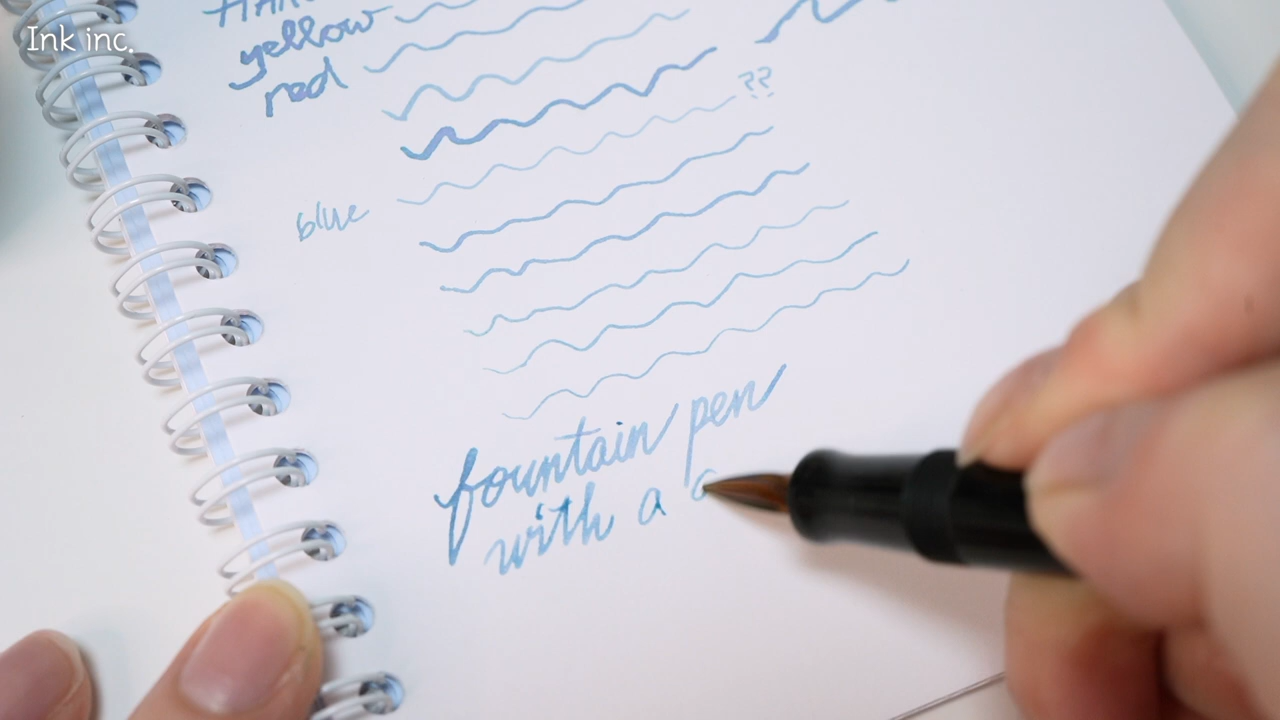 Ink inc.
yellow
red
??
blue
fountain pen
with a